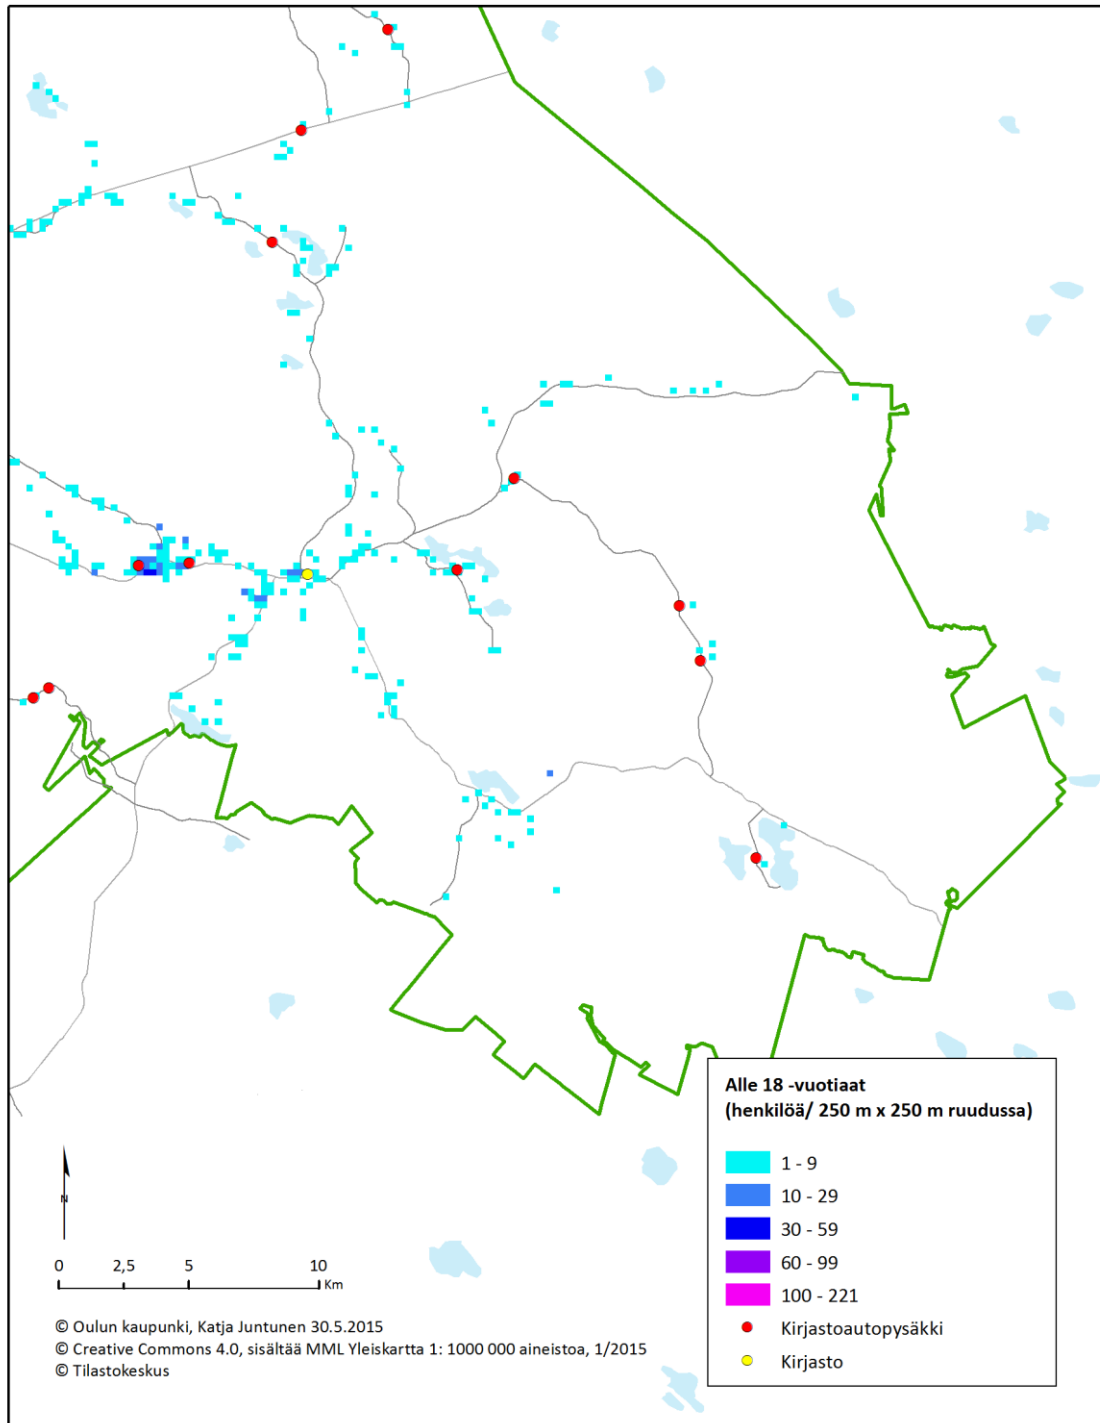 Alle 18 -vuotiaat
(henkilöä/ 250 m x 250 m ruudussa)
1 - 9
10 - 29
30 - 59
60 - 99
100 - 221
Kirjastoautopysäkki
Kirjasto
N
0 2,5 5 10
Km
© Oulun kaupunki, Katja Juntunen 30.5.2015
© Creative Commons 4.0, sisältää MML Yleiskartta 1: 1000 000 aineistoa, 1/2015
© Tilastokeskus